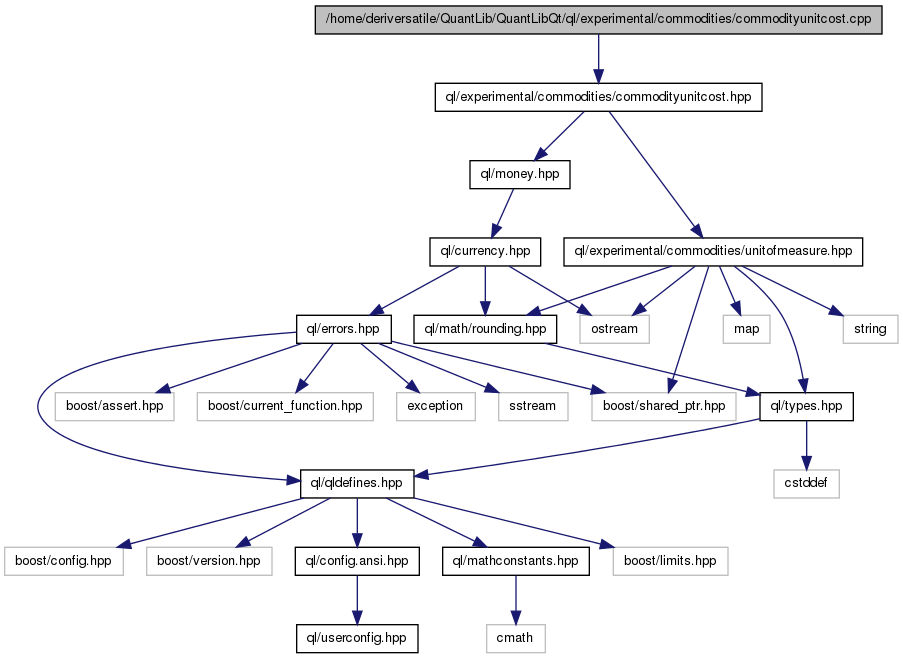 /home/deriversatile/QuantLib/QuantLibQt/ql/experimental/commodities/commodityunitcost.cpp
ql/experimental/commodities/commodityunitcost.hpp
ql/money.hpp
ql/currency.hpp
ql/experimental/commodities/unitofmeasure.hpp
ql/errors.hpp
ql/math/rounding.hpp
ostream
map
string
boost/assert.hpp
boost/current_function.hpp
exception
sstream
boost/shared_ptr.hpp
ql/types.hpp
ql/qldefines.hpp
cstddef
boost/config.hpp
boost/version.hpp
ql/config.ansi.hpp
ql/mathconstants.hpp
boost/limits.hpp
ql/userconfig.hpp
cmath